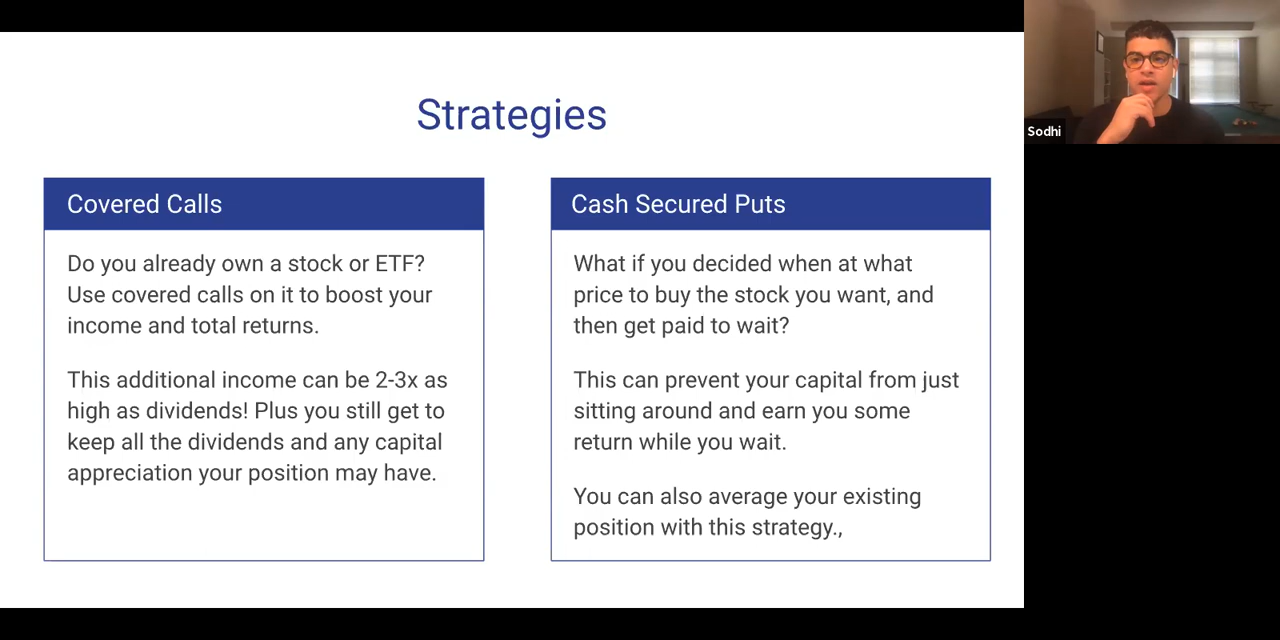 Strategies
Covered Calls
Do you already own a stock or ETF?
Use covered calls on it to boost your
income and total returns.
This additional income can be 2-3x as
high as dividends! Plus you still get to
keep all the dividends and any capital
appreciation your position may have.
Cash Secured Puts
What if you decided when at what
price to buy the stock you want, and
then get paid to wait?
This can prevent your capital from just
sitting around and earn you some
return while you wait.
You can also average your existing
position with this strategy.,
Sodhi